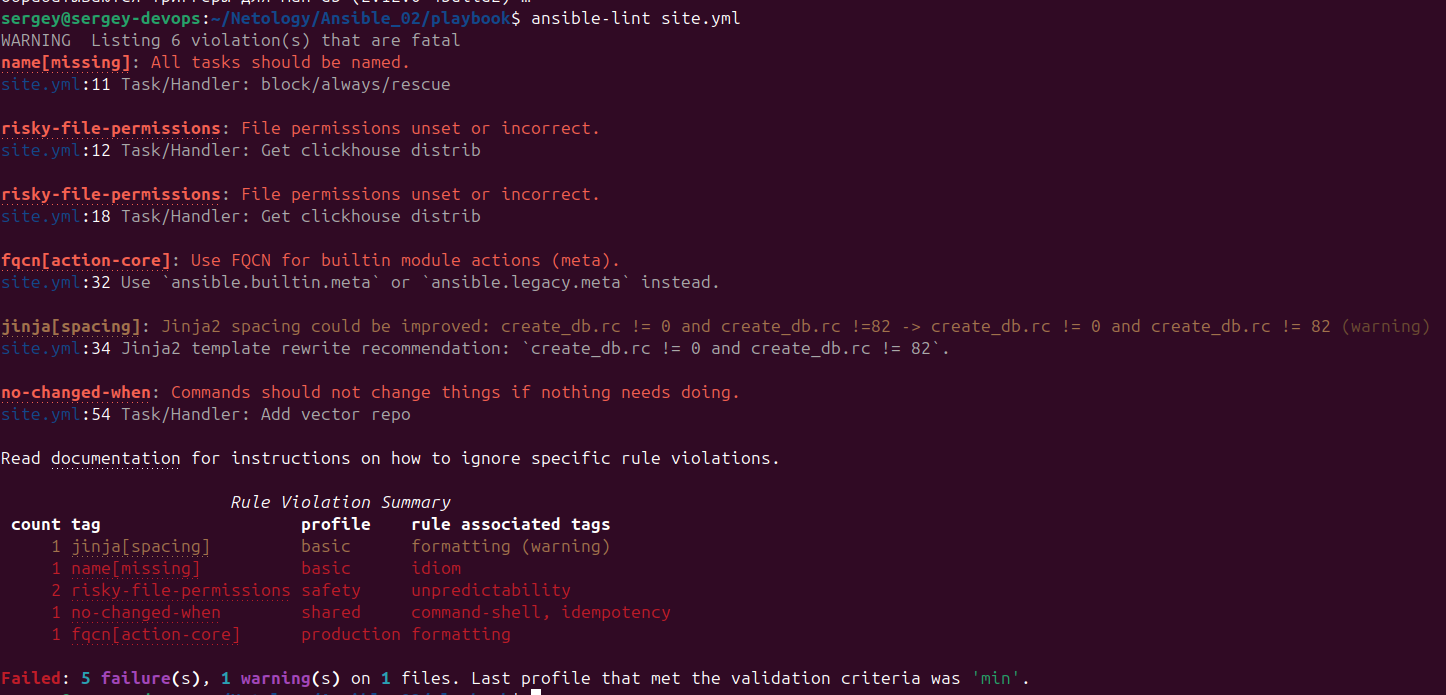 sergey@sergey-devops:~/Netology/Ansible_02/playbook$ ansible-lint site.yml
WARNING  Listing 6 violation(s) that are fatal
name[missing]: All tasks should be named.
site.yml:11 Task/Handler: block/always/rescue
risky-file-permissions: File permissions unset or incorrect.
site.yml:12 Task/Handler: Get clickhouse distrib
risky-file-permissions: File permissions unset or incorrect.
site.yml:18 Task/Handler: Get clickhouse distrib
fqcn[action-core]: Use FQCN for builtin module actions (meta).
site.yml:32 Use `ansible.builtin.meta` or `ansible.legacy.meta` instead.
jinja[spacing]: Jinja2 spacing could be improved: create_db.rc != 0 and create_db.rc !=82 -> create_db.rc != 0 and create_db.rc != 82 (warning)
site.yml:34 Jinja2 template rewrite recommendation: `create_db.rc != 0 and create_db.rc != 82`.
no-changed-when: Commands should not change things if nothing needs doing.
site.yml:54 Task/Handler: Add vector repo
Read documentation for instructions on how to ignore specific rule violations.
Rule Violation Summary
count tag profile rule associated tags
1 jinja[spacing] basic formatting (warning)
1 name[missing] basic idiom
2 risky-file-permissions safety unpredictability
1 no-changed-when shared command-shell, idempotency
1 fqcn[action-core] production formatting
Failed: 5 failure(s), 1 warning(s) on 1 files. Last profile that met the validation criteria was 'min'.